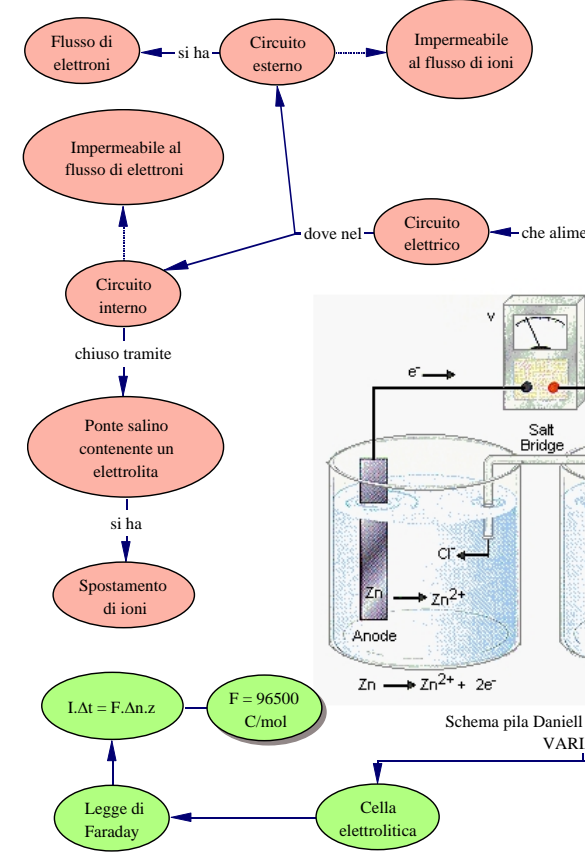 Flusso di
elettroni
si ha
Circuito
esterno
Impermeabile
al flusso di ioni
Impermeabile al
flusso di elettroni
dove nel
Circuito
elettrico
che alime
Circuito
interno
chiuso tramite
Ponte salino
contenente un
elettrolita
si ha
Spostamento
di ioni
V
e⁻
Salt
Bridge
Cl⁻
Zn
Zn²⁺
Anode
Zn → Zn²⁺ + 2e⁻
I.Δt = F.Δn.z
F = 96500
C/mol
Schema pila Daniell
VARI
Legge di
Faraday
Cella
elettrolitica